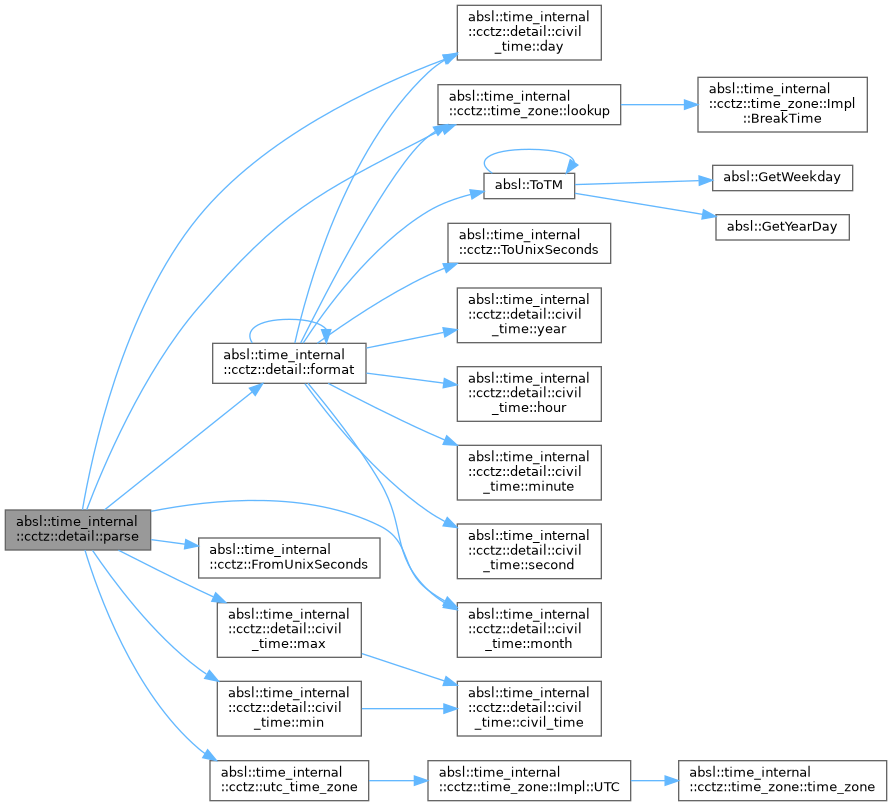 absl::time_internal
::cctz::detail::civil
_time::day
absl::time_internal
::cctz::time_zone::lookup
absl::time_internal
::cctz::time_zone::Impl
::BreakTime
absl::ToTM
absl::GetWeekday
absl::GetYearDay
absl::time_internal
::cctz::ToUnixSeconds
absl::time_internal
::cctz::detail::civil
_time::year
absl::time_internal
::cctz::detail::format
absl::time_internal
::cctz::detail::civil
_time::hour
absl::time_internal
::cctz::detail::civil
_time::minute
absl::time_internal
::cctz::detail::parse
absl::time_internal
::cctz::detail::civil
_time::second
absl::time_internal
::cctz::FromUnixSeconds
absl::time_internal
::cctz::detail::civil
_time::max
absl::time_internal
::cctz::detail::civil
_time::month
absl::time_internal
::cctz::detail::civil
_time::min
absl::time_internal
::cctz::detail::civil
_time::civil_time
absl::time_internal
::cctz::utc_time_zone
absl::time_internal
::cctz::time_zone::Impl::UTC
absl::time_internal
::cctz::time_zone::time_zone